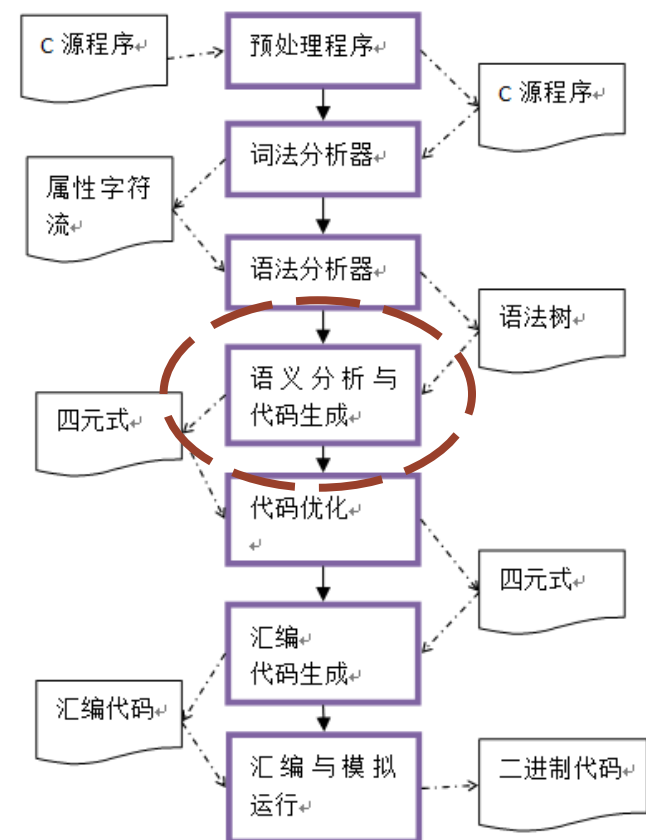 C 源程序
预处理程序
C 源程序
词法分析器
属性字符
流
语法分析器
语法树
语义分析与
代码生成
四元式
代码优化
四元式
汇编
代码生成
汇编代码
汇编与模拟
运行
二进制代码